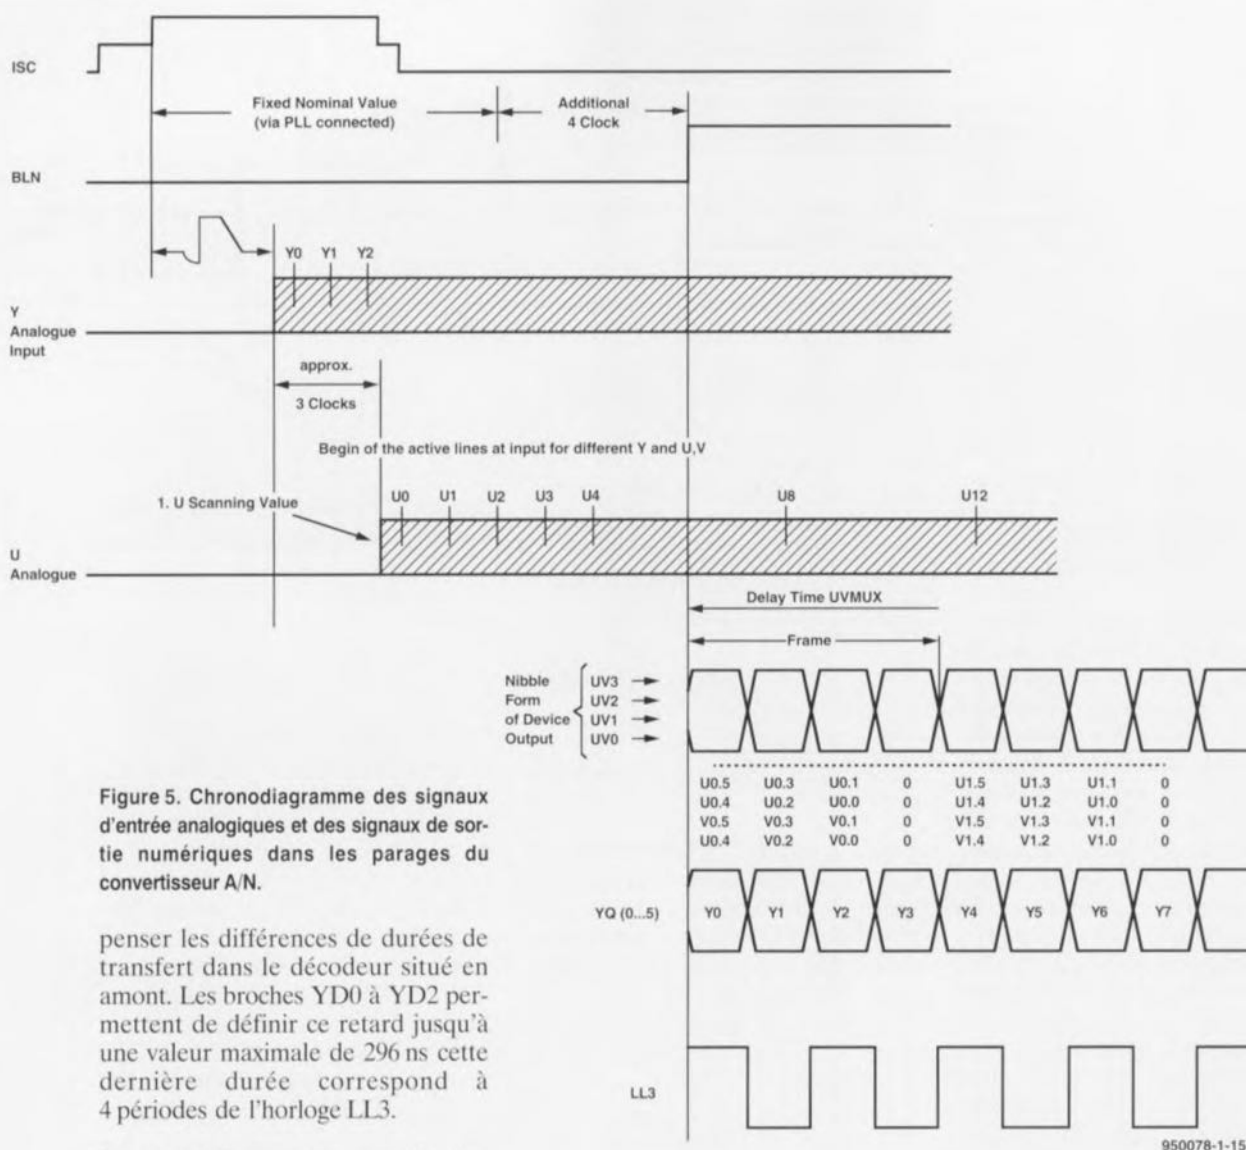 ISC
Fixed Nominal Value
(via PLL connected)
Additional
4 Clock
BLN
Y0 Y1 Y2
Y
Analogue
Input
approx.
3 Clocks
Begin of the active lines at input for different Y and U,V
1. U Scanning Value
U0 U1 U2 U3 U4 U8 U12
U
Analogue
Delay Time UVMUX
Frame
Nibble
Form
of Device
Output
UV3
UV2
UV1
UV0
U0.5 U0.3 U0.1 0 U1.5 U1.3 U1.1 0
U0.4 U0.2 U0.0 0 U1.4 U1.2 U1.0 0
V0.5 V0.3 V0.1 0 V1.5 V1.3 V1.1 0
U0.4 V0.2 V0.0 0 V1.4 V1.2 V1.0 0
YQ (0...5) Y0 Y1 Y2 Y3 Y4 Y5 Y6 Y7
LL3
950078-1-15
Figure 5. Chronodiagramme des signaux
d'entrée analogiques et des signaux de sor-
tie numériques dans les parages du
convertisseur A/N.
penser les différences de durées de
transfert dans le décodeur situé en
amont. Les broches YD0 à YD2 per-
mettent de définir ce retard jusqu'à
une valeur maximale de 296 ns cette
dernière durée correspond à
4 périodes de l'horloge LL3.